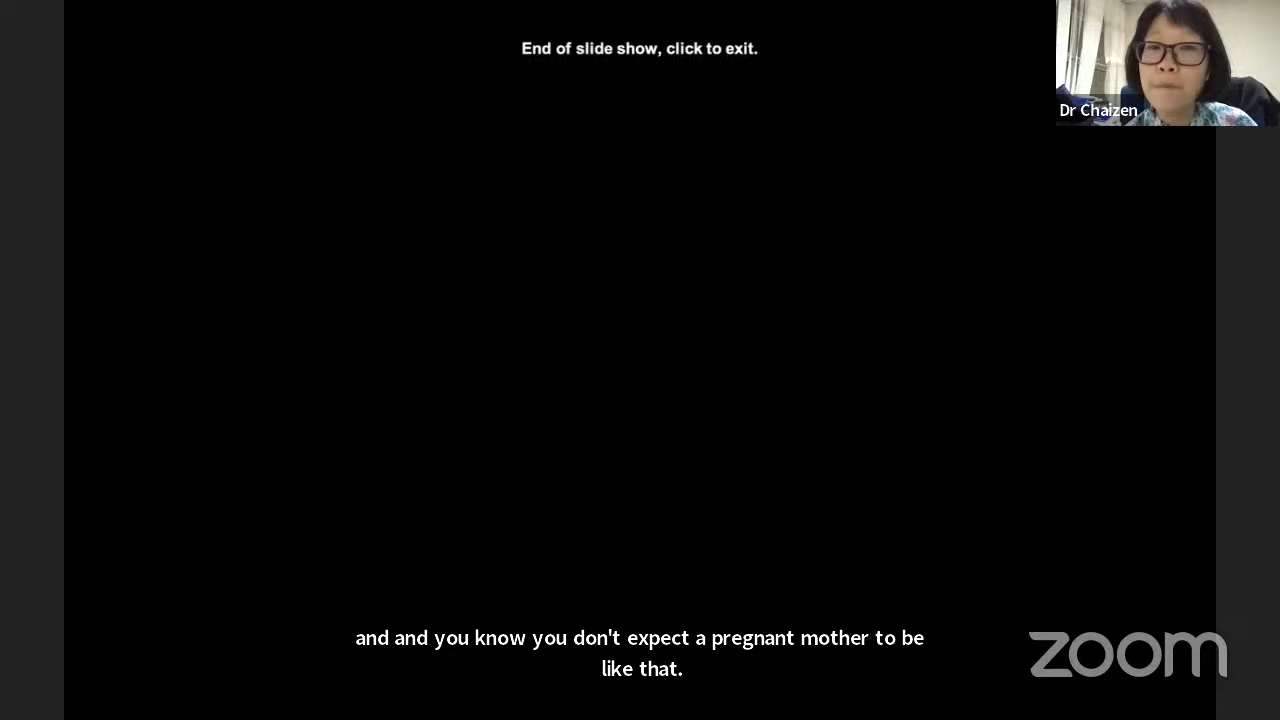 End of slide show, click to exit.
Dr Chaizen
and and you know you don't expect a pregnant mother to be
like that.
zoom